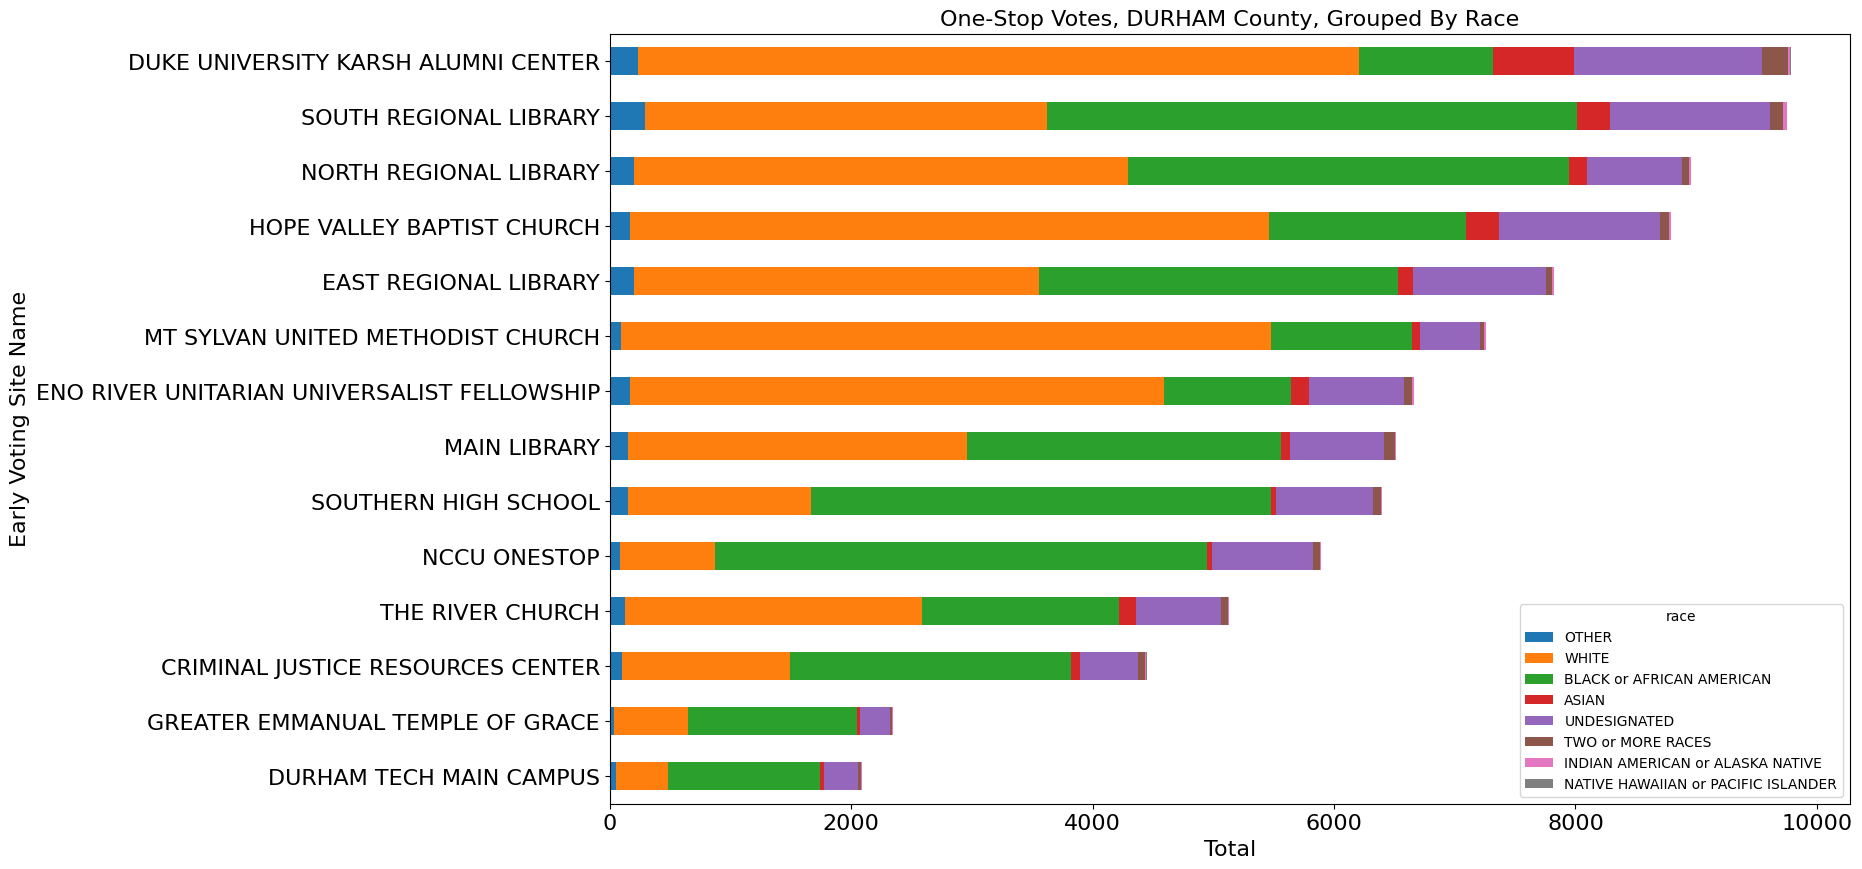 One-Stop Votes, DURHAM County, Grouped By Race
Early Voting Site Name
DUKE UNIVERSITY KARSH ALUMNI CENTER
SOUTH REGIONAL LIBRARY
NORTH REGIONAL LIBRARY
HOPE VALLEY BAPTIST CHURCH
EAST REGIONAL LIBRARY
MT SYLVAN UNITED METHODIST CHURCH
ENO RIVER UNITARIAN UNIVERSALIST FELLOWSHIP
MAIN LIBRARY
SOUTHERN HIGH SCHOOL
NCCU ONESTOP
THE RIVER CHURCH
CRIMINAL JUSTICE RESOURCES CENTER
GREATER EMMANUAL TEMPLE OF GRACE
DURHAM TECH MAIN CAMPUS
race
OTHER
WHITE
BLACK or AFRICAN AMERICAN
ASIAN
UNDESIGNATED
TWO or MORE RACES
INDIAN AMERICAN or ALASKA NATIVE
NATIVE HAWAIIAN or PACIFIC ISLANDER
0 2000 4000 6000 8000 10000
Total